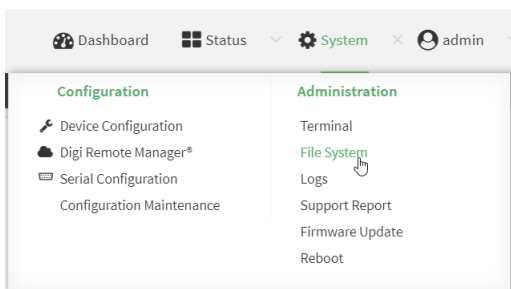 Dashboard Status System admin
Configuration
Device Configuration
Digi Remote Manager®
Serial Configuration
Configuration Maintenance
Administration
Terminal
File System
Logs
Support Report
Firmware Update
Reboot